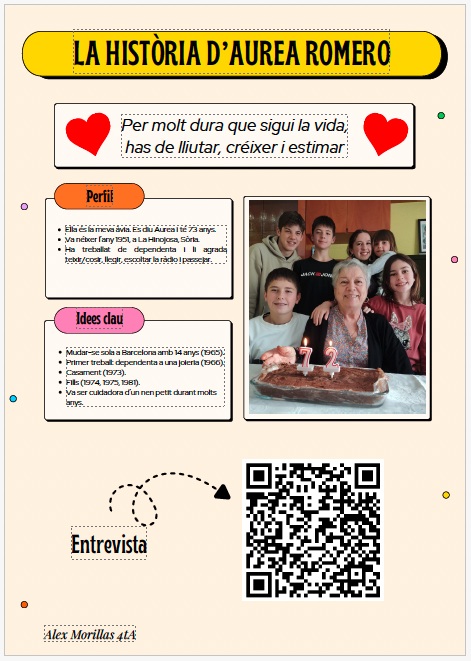 LA HISTÒRIA D'AUREA ROMERO
Per molt dura que sigui la vida,
has de lluitar, créixer i estimar
Perfil
Ella és la meva àvia. Es diu Aurea i té 73 anys.
Va néixer l'any 1951, a La Hinojosa, Sòria.
Ha treballat de dependenta i li agrada
teixir/cosir, llegir, escoltar la ràdio i passejar.
Idees clau
Mudar-se sola a Barcelona amb 14 anys (1965).
Primer treball: dependenta a una joieria (1966).
Casament (1973).
Fills (1974, 1975, 1981).
Va ser cuidadora d'un nen petit durant molts
anys.
JACK & JONES
72
Entrevista
Alex Morillas 4tA